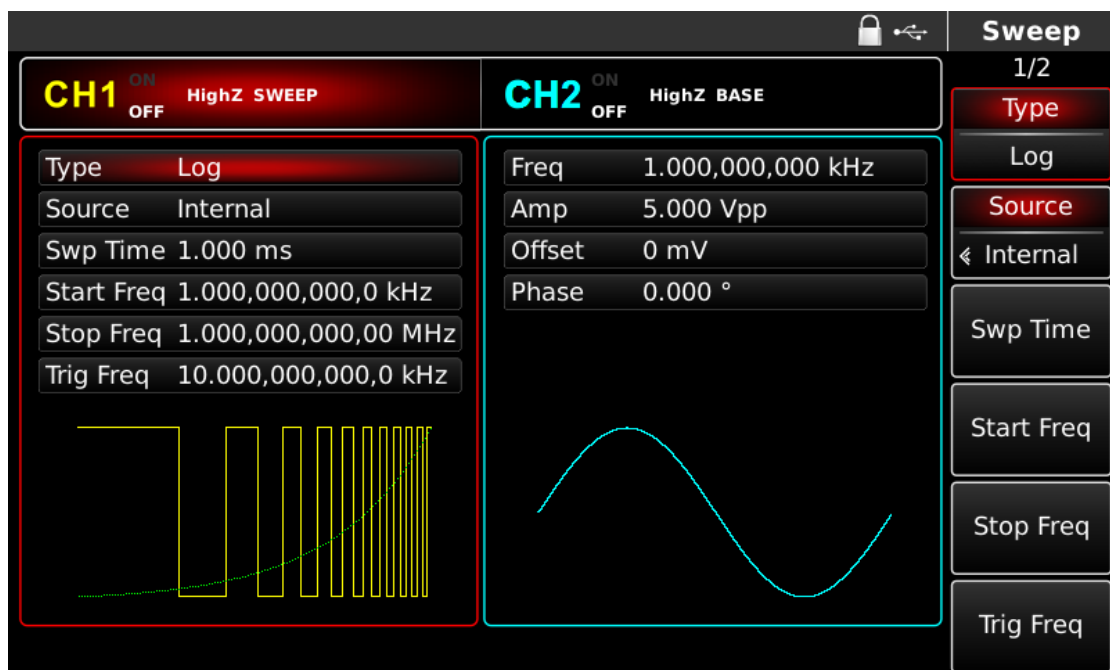 Sweep
1/2
CH1 ON OFF HighZ SWEEP
CH2 ON OFF HighZ BASE
Type Log
Source Internal
Swp Time 1.000 ms
Start Freq 1.000,000,000,0 kHz
Stop Freq 1.000,000,000,00 MHz
Trig Freq 10.000,000,000,0 kHz
Freq 1.000,000,000 kHz
Amp 5.000 Vpp
Offset 0 mV
Phase 0.000 °
Type
Log
Source
Internal
Swp Time
Start Freq
Stop Freq
Trig Freq